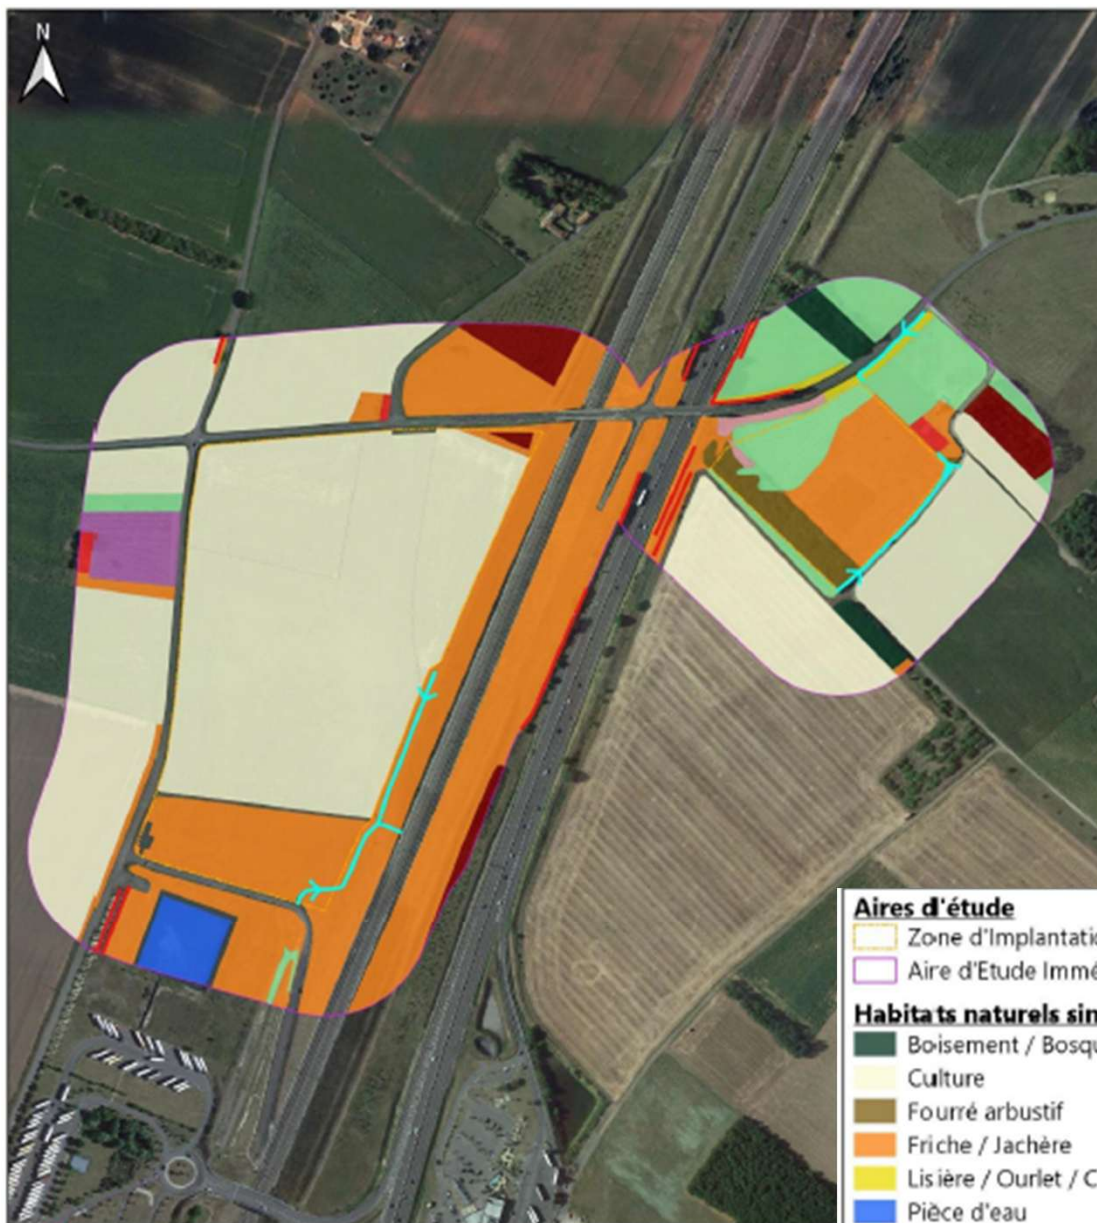 N
Aires d'étude
Zone d'Implantatio
Aire d'Etude Immé
Habitats naturels sim
Boisement / Bosqu
Culture
Fourré arbustif
Friche / Jachère
Lisière / Ourlet / C
Pièce d'eau